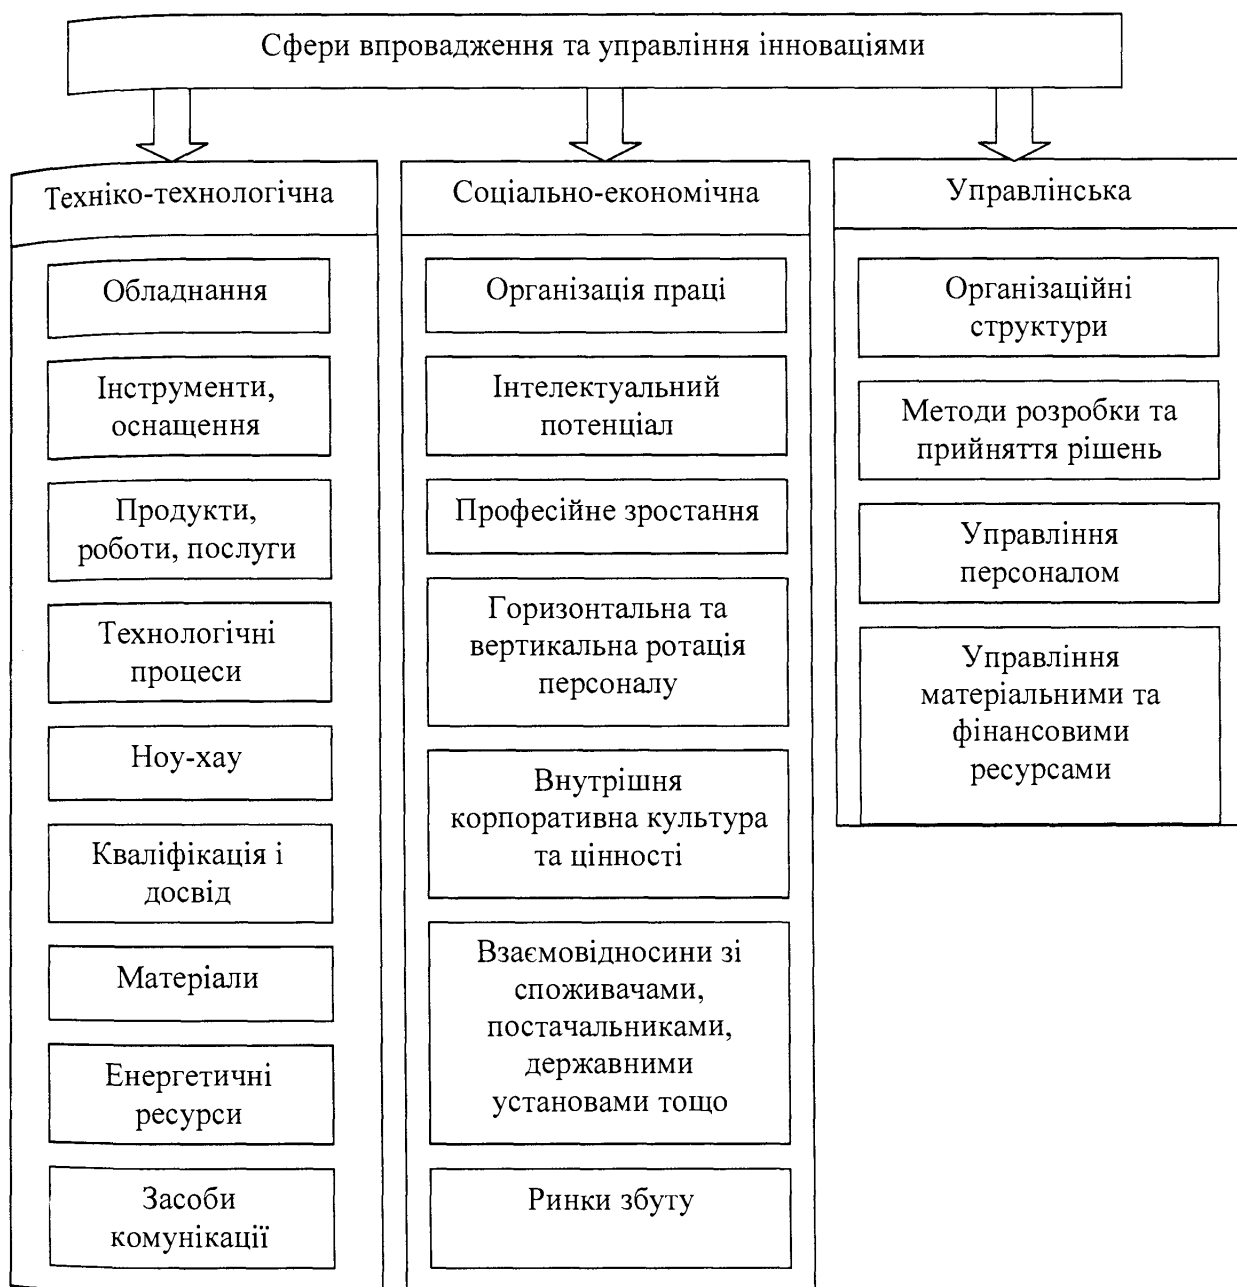 Сфери впровадження та управління інноваціями
Техніко-технологічна
Обладнання
Інструменти,
оснащення
Продукти,
роботи, послуги
Технологічні
процеси
Ноу-хау
Кваліфікація і
досвід
Матеріали
Енергетичні
ресурси
Засоби
комунікації
Соціально-економічна
Організація праці
Інтелектуальний
потенціал
Професійне зростання
Горизонтальна та
вертикальна ротація
персоналу
Внутрішня
корпоративна культура
та цінності
Взаємовідносини зі
споживачами,
постачальниками,
державними
установами тощо
Ринки збуту
Управлінська
Організаційні
структури
Методи розробки та
прийняття рішень
Управління
персоналом
Управління
матеріальними та
фінансовими
ресурсами